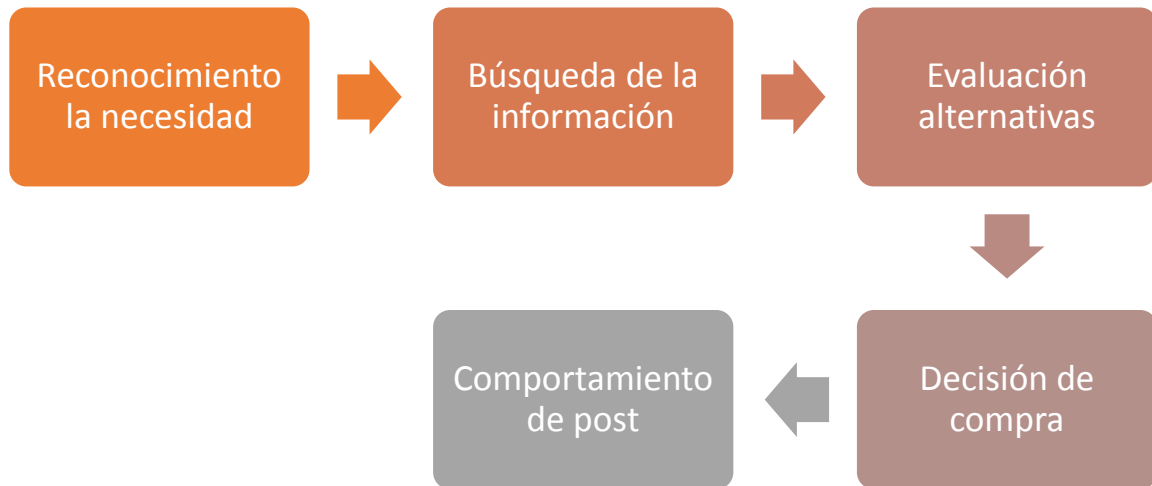 Reconocimiento
la necesidad
Búsqueda de la
información
Evaluación
alternativas
Decisión de
compra
Comportamiento
de post